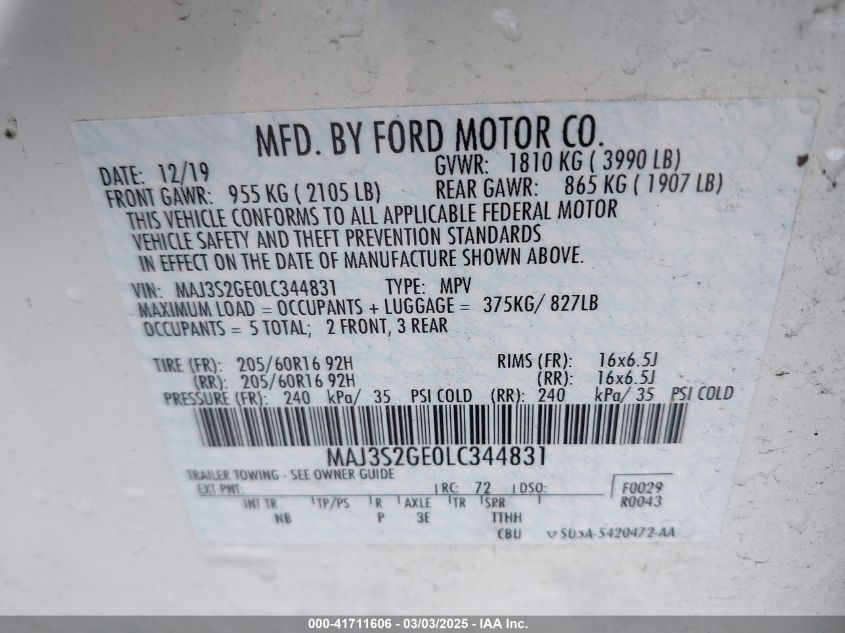 MFD. BY FORD MOTOR CO.
DATE: 12/19 GVWR: 1810 KG ( 3990 LB)
FRONT GAWR: 955 KG ( 2105 LB) REAR GAWR: 865 KG ( 1907 LB)
THIS VEHICLE CONFORMS TO ALL APPLICABLE FEDERAL MOTOR
VEHICLE SAFETY AND THEFT PREVENTION STANDARDS
IN EFFECT ON THE DATE OF MANUFACTURE SHOWN ABOVE.
VIN: MAJ3S2GE0LC344831 TYPE: MPV
MAXIMUM LOAD = OCCUPANTS + LUGGAGE = 375KG/ 827LB
OCCUPANTS = 5 TOTAL; 2 FRONT, 3 REAR
TIRE (FR): 205/60R16 92H RIMS (FR): 16x6.5J
(RR): 205/60R16 92H (RR): 16x6.5J
PRESSURE (FR): 240 kPa/ 35 PSI COLD (RR): 240 kPa/ 35 PSI COLD
MAJ3S2GE0LC344831
TRAILER TOWING - SEE OWNER GUIDE
EXT PNT: RC: 72 DSO: F0029
R0043
INT TR TP/PS R AXLE TR SPR
NB P 3E TTHH
CBU 5U5A-5420472-AA
000-41711606 - 03/03/2025 - IAA Inc.